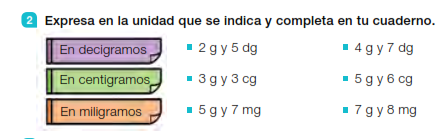 2 Expresa en la unidad que se indica y completa en tu cuaderno.
En decigramos 2 g y 5 dg 4 g y 7 dg
En centigramos 3 g y 3 cg 5 g y 6 cg
En miligramos 5 g y 7 mg 7 g y 8 mg